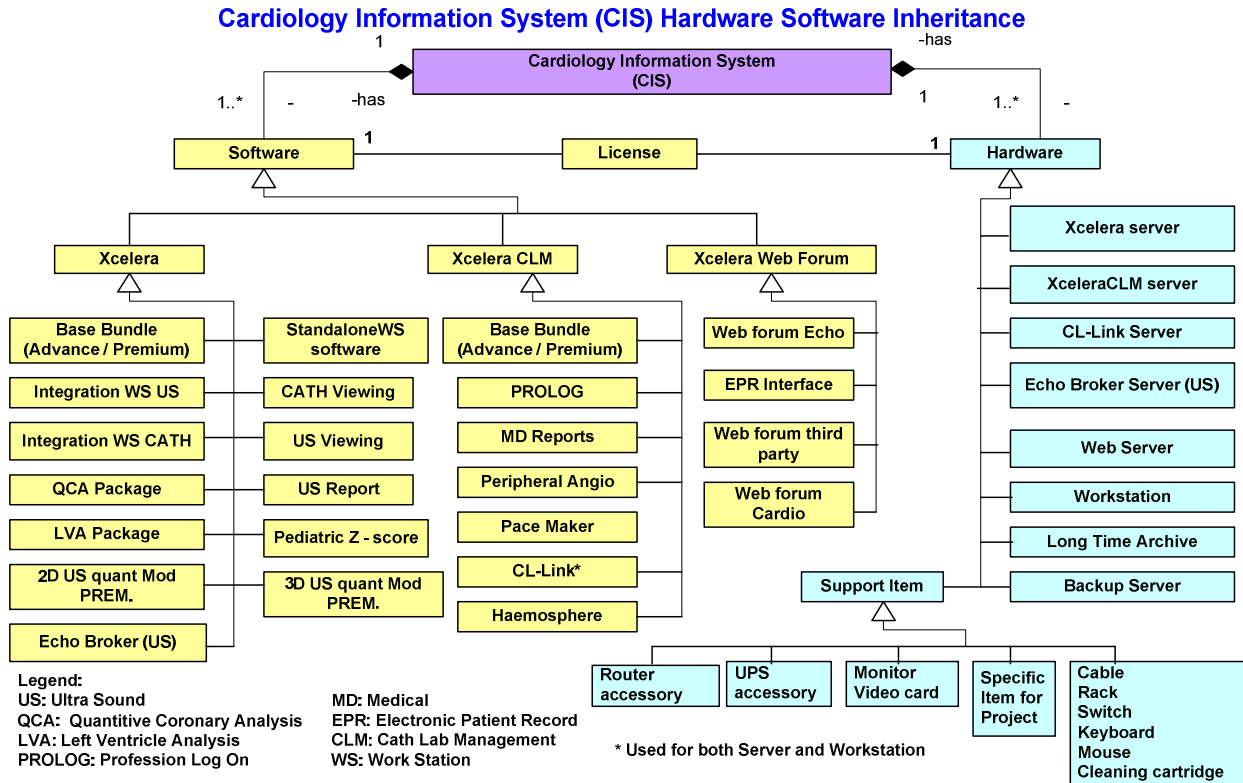 Cardiology Information System (CIS) Hardware Software Inheritance
1
-has
Cardiology Information System
(CIS)
1..*
-
-has
1
1..*
-
Software
1
License
1
Hardware
Xcelera
Xcelera CLM
Xcelera Web Forum
Base Bundle
(Advance / Premium)
StandaloneWS
software
Integration WS US
CATH Viewing
Integration WS CATH
US Viewing
QCA Package
US Report
LVA Package
Pediatric Z - score
2D US quant Mod
PREM.
3D US quant Mod
PREM.
Echo Broker (US)
Base Bundle
(Advance / Premium)
PROLOG
MD Reports
Peripheral Angio
Pace Maker
CL-Link*
Haemosphere
Web forum Echo
EPR Interface
Web forum third
party
Web forum
Cardio
Xcelera server
XceleraCLM server
CL-Link Server
Echo Broker Server (US)
Web Server
Workstation
Long Time Archive
Backup Server
Support Item
Router
accessory
UPS
accessory
Monitor
Video card
Specific
Item for
Project
Cable
Rack
Switch
Keyboard
Mouse
Cleaning cartridge
Legend:
US: Ultra Sound
QCA: Quantitive Coronary Analysis
LVA: Left Ventricle Analysis
PROLOG: Profession Log On
MD: Medical
EPR: Electronic Patient Record
CLM: Cath Lab Management
WS: Work Station
* Used for both Server and Workstation